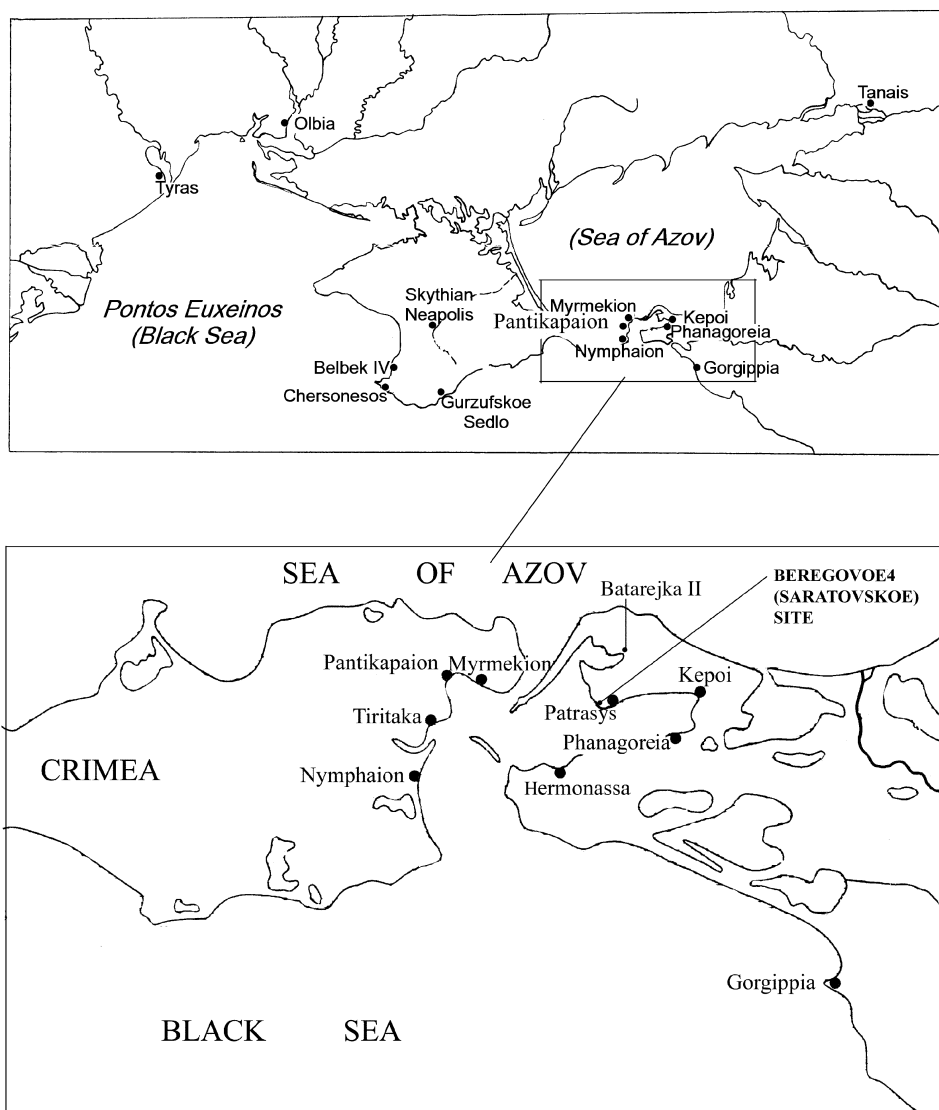 Tanais
Olbia
Tyras
(Sea of Azov)
Skythian
Neapolis
Pontos Euxeinos
(Black Sea)
Myrmekion
Kepoi
Pantikapaion
Phanagoreia
Nymphaion
Belbek IV
Gorgippia
Chersonesos
Gurzufskoe
Sedlo
SEA OF AZOV
BEREGOVOE4
(SARATOVSKOE)
SITE
Batarejka II
Pantikapaion
Myrmekion
Kepoi
Tiritaka
Patrasys
Phanagoreia
CRIMEA
Nymphaion
Hermonassa
Gorgippia
BLACK SEA